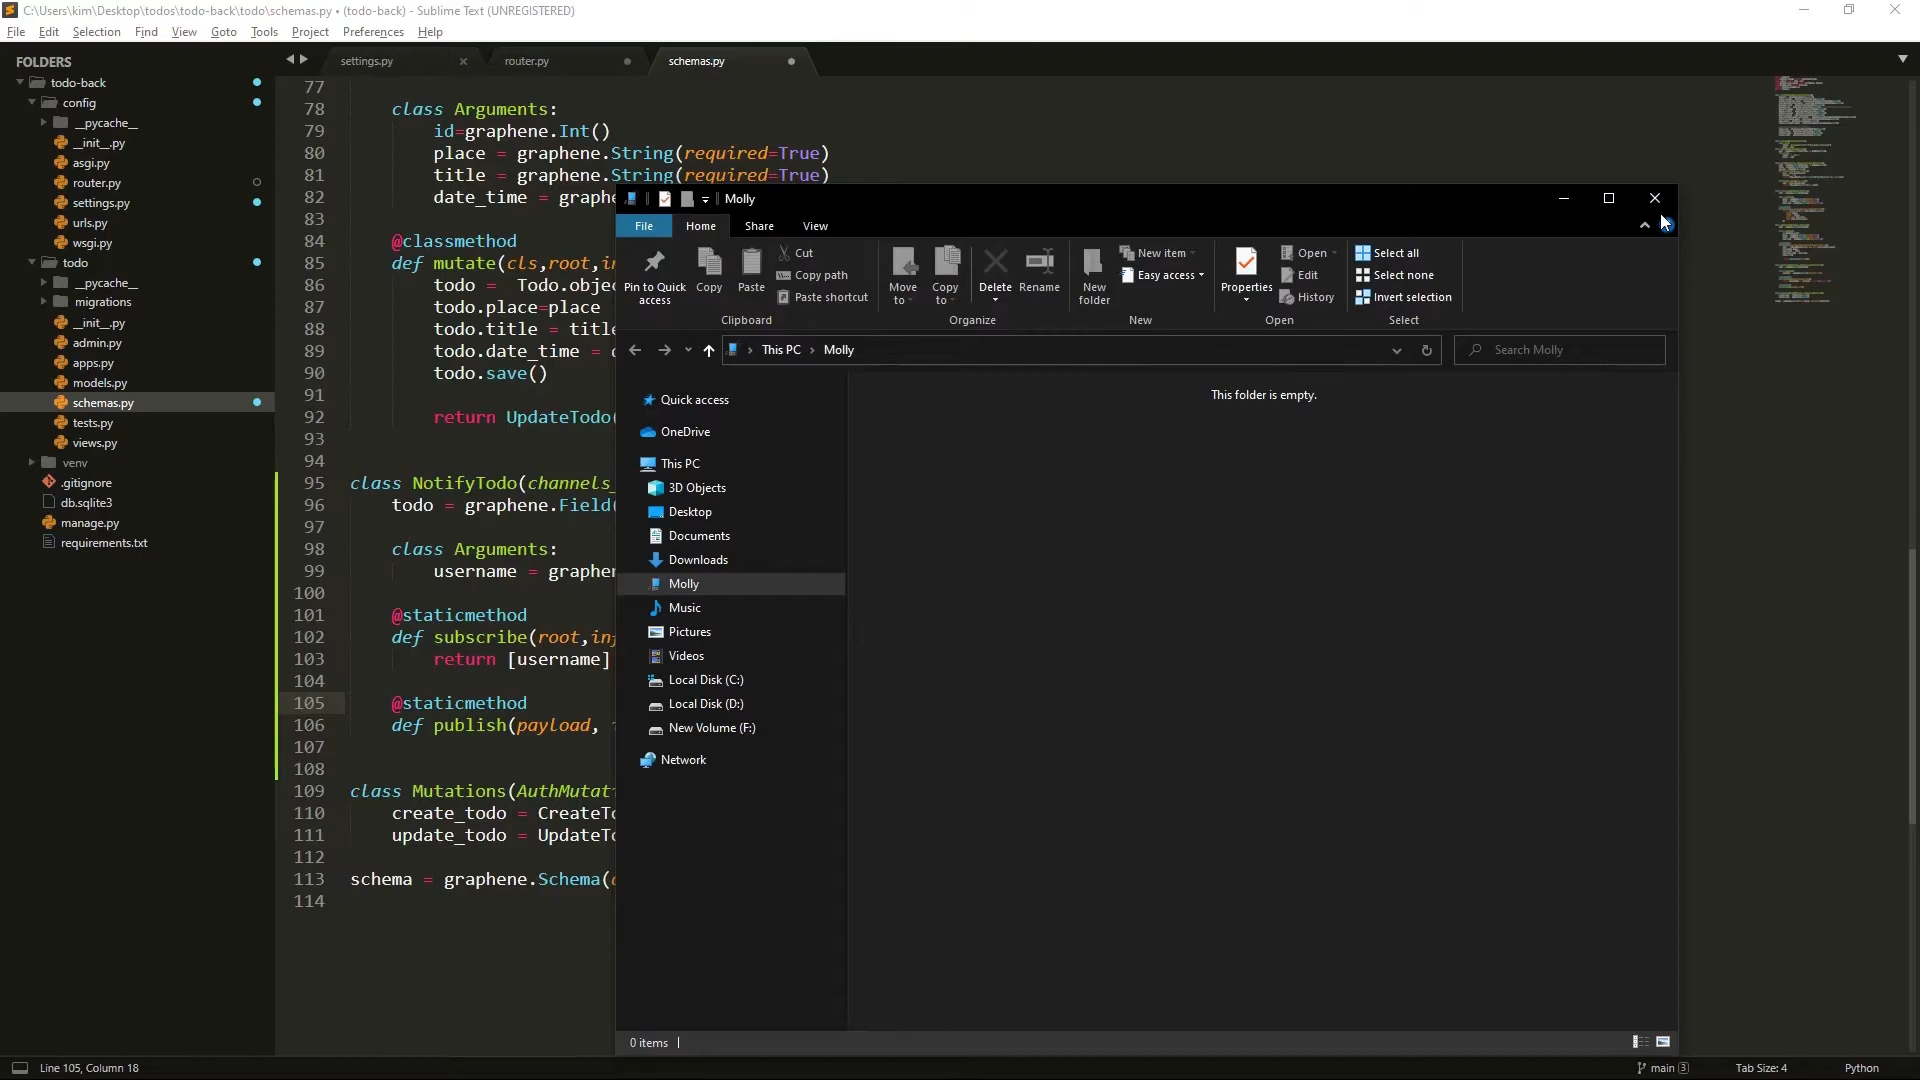 C:\Users\kim\Desktop\todos\todo-back\todo\schemas.py • (todo-back) - Sublime Text (UNREGISTERED)
File Edit Selection Find View Goto Tools Project Preferences Help
FOLDERS
todo-back
config
__pycache__
__init__.py
asgi.py
router.py
settings.py
urls.py
wsgi.py
todo
__pycache__
migrations
__init__.py
admin.py
apps.py
models.py
schemas.py
tests.py
views.py
venv
.gitignore
db.sqlite3
manage.py
requirements.txt
settings.py router.py schemas.py
77
78 class Arguments:
79 id=graphene.Int()
80 place = graphene.String(required=True)
81 title = graphene.String(required=True)
82 date_time = graphe
83
84 @classmethod
85 def mutate(cls,root,i
86 todo = Todo.objec
87 todo.place=place
88 todo.title = title
89 todo.date_time =
90 todo.save()
91
92 return UpdateTodo(
93
94
95 class NotifyTodo(channels_
96 todo = graphene.Field(
97
98 class Arguments:
99 username = graphe
100
101 @staticmethod
102 def subscribe(root,in
103 return [username]
104
105 @staticmethod
106 def publish(payload,
107
108
109 class Mutations(AuthMutat
110 create_todo = CreateTo
111 update_todo = UpdateTo
112
113 schema = graphene.Schema(
114
Molly
File Home Share View
Pin to Quick access
Copy
Paste
Cut
Copy path
Paste shortcut
Clipboard
Move to
Copy to
Delete
Rename
Organize
New folder
New item
Easy access
New
Properties
Open
Edit
History
Open
Select all
Select none
Invert selection
Select
This PC > Molly
Search Molly
Quick access
OneDrive
This PC
3D Objects
Desktop
Documents
Downloads
Molly
Music
Pictures
Videos
Local Disk (C:)
Local Disk (D:)
New Volume (F:)
Network
This folder is empty.
0 items
Line 105, Column 18
main 3
Tab Size: 4
Python